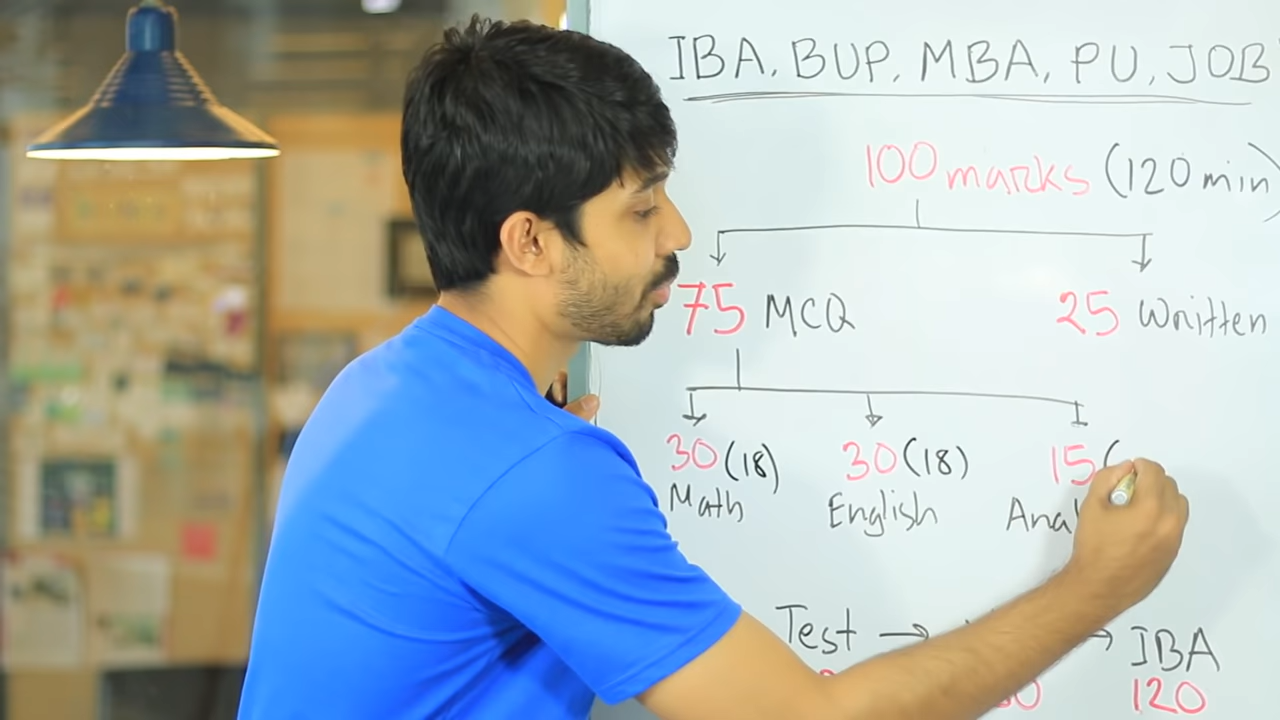 IBA, BUP, MBA, PU, JOB
100 marks (120 min)
75 MCQ 25 Written
30 (18) 30 (18) 15 (
Math English
Test → → IBA
120